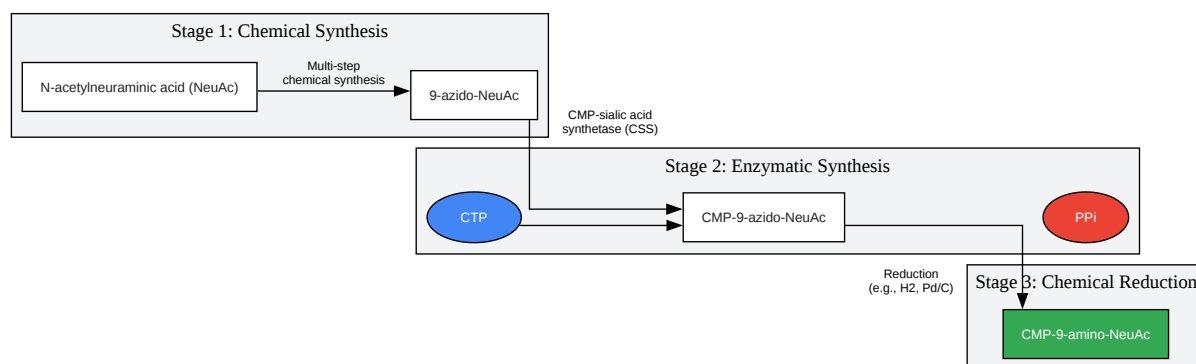 Stage 1: Chemical Synthesis
N-acetylneuraminic acid (NeuAc)
Multi-step
chemical synthesis
9-azido-NeuAc
CMP-sialic acid
synthetase (CSS)
Stage 2: Enzymatic Synthesis
CTP
CMP-9-azido-NeuAc
PPi
Reduction
(e.g., H2, Pd/C)
Stage 3: Chemical Reduction
CMP-9-amino-NeuAc